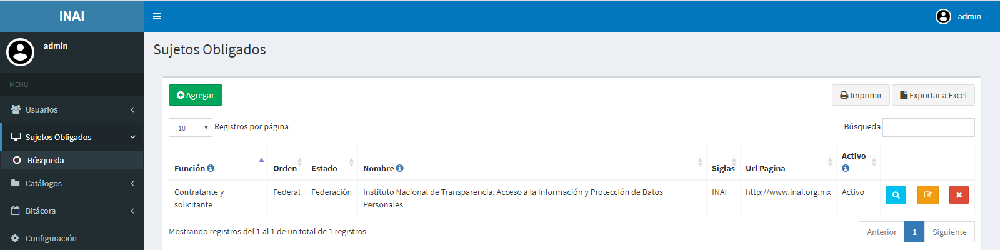 INAI
admin
admin
MENU
Usuarios
Sujetos Obligados
Búsqueda
Catálogos
Bitácora
Configuración
Sujetos Obligados
Agregar
Imprimir
Exportar a Excel
10 Registros por página
Búsqueda
Función Orden Estado Nombre Siglas Url Pagina Activo
Contratante y Federal Federación Instituto Nacional de Transparencia, Acceso a la Información y Protección de Datos INAI http://www.inai.org.mx Activo
solicitante Personales
Mostrando registros del 1 al 1 de un total de 1 registros
Anterior 1 Siguiente